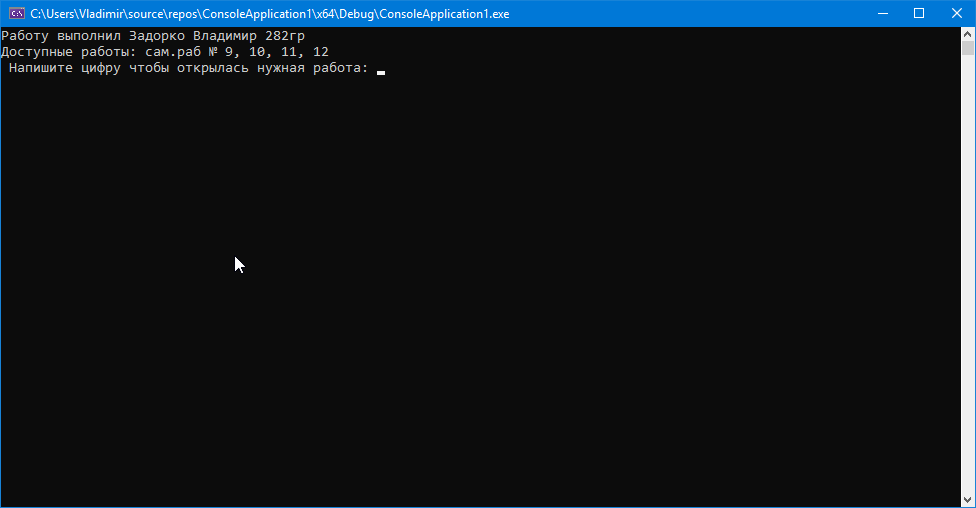 C:\Users\Vladimir\source\repos\ConsoleApplication1\x64\Debug\ConsoleApplication1.exe
Работу выполнил Задорко Владимир 282гр
Доступные работы: сам.раб № 9, 10, 11, 12
Напишите цифру чтобы открылась нужная работа: